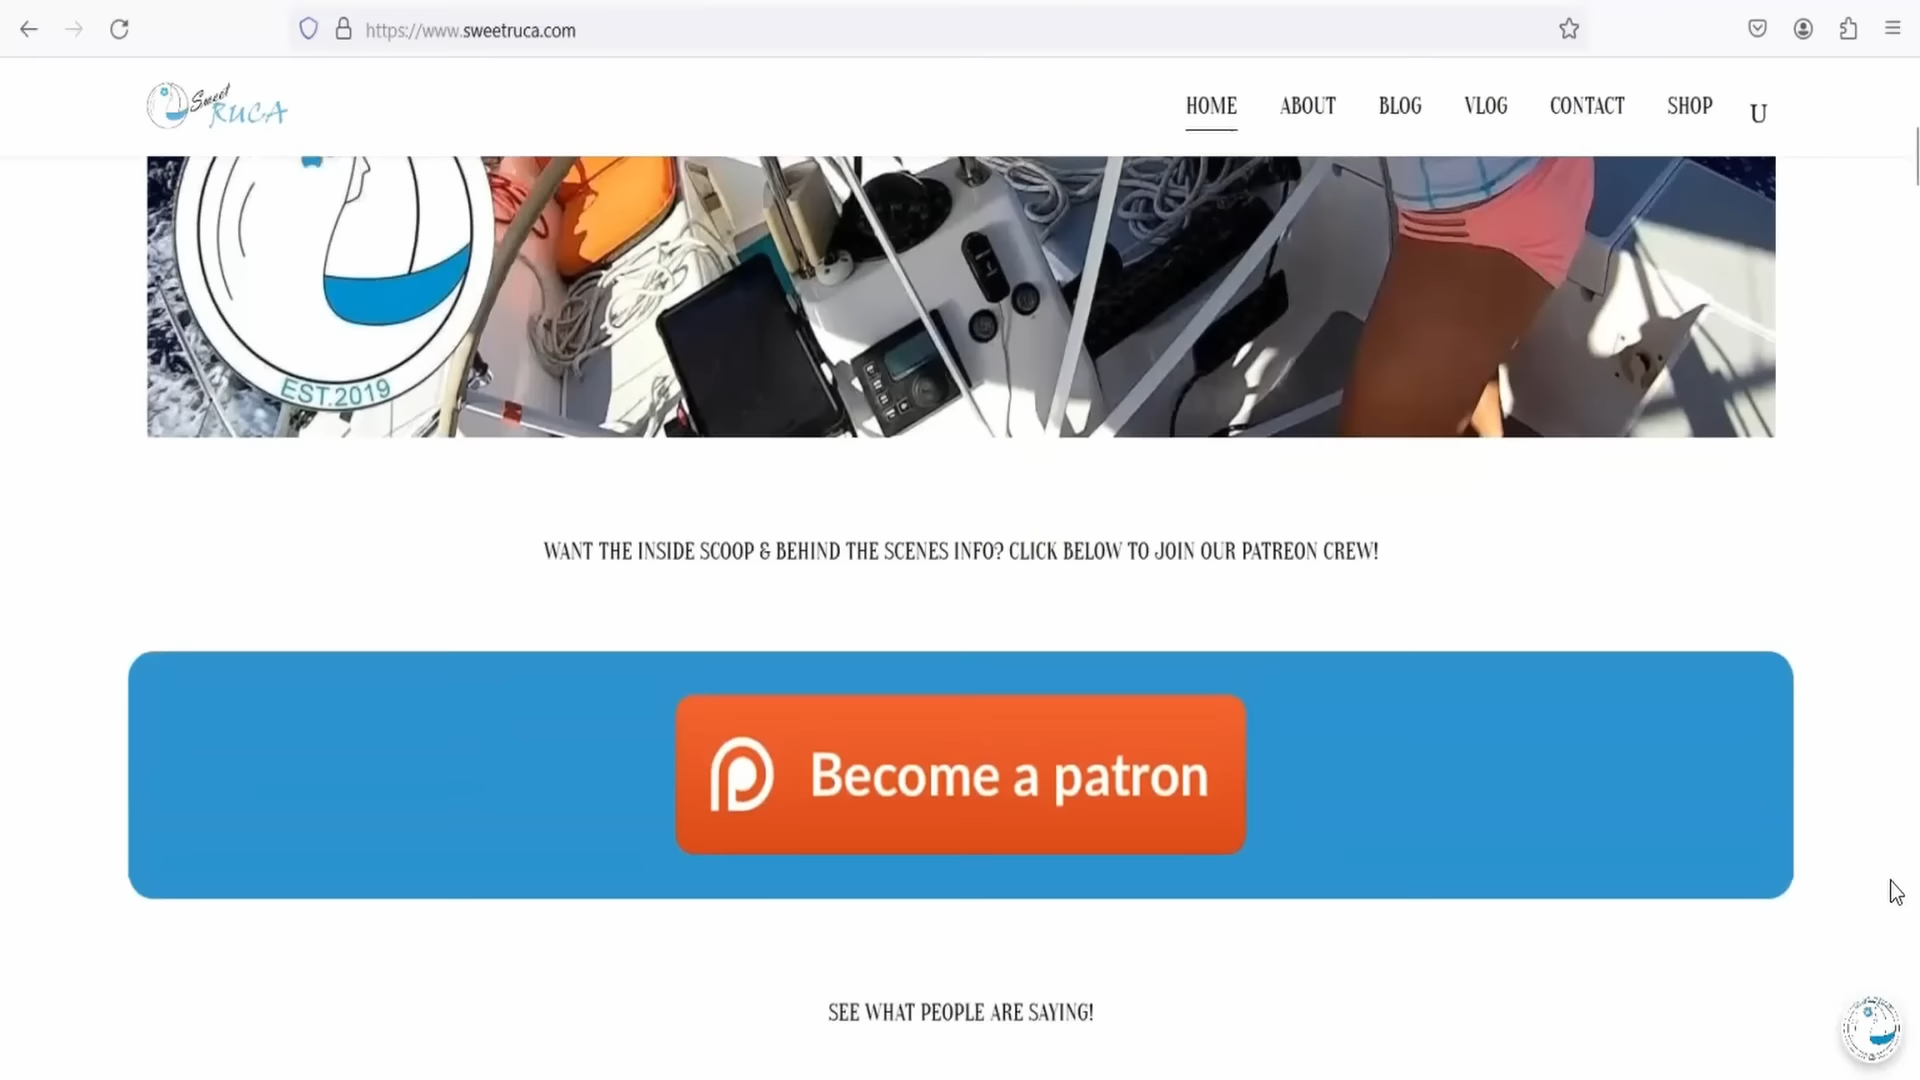 https://www.sweetruca.com
Sweet
RUCA
HOME
ABOUT
BLOG
VLOG
CONTACT
SHOP
U
EST.2019
WANT THE INSIDE SCOOP & BEHIND THE SCENES INFO? CLICK BELOW TO JOIN OUR PATREON CREW!
Become a patron
SEE WHAT PEOPLE ARE SAYING!